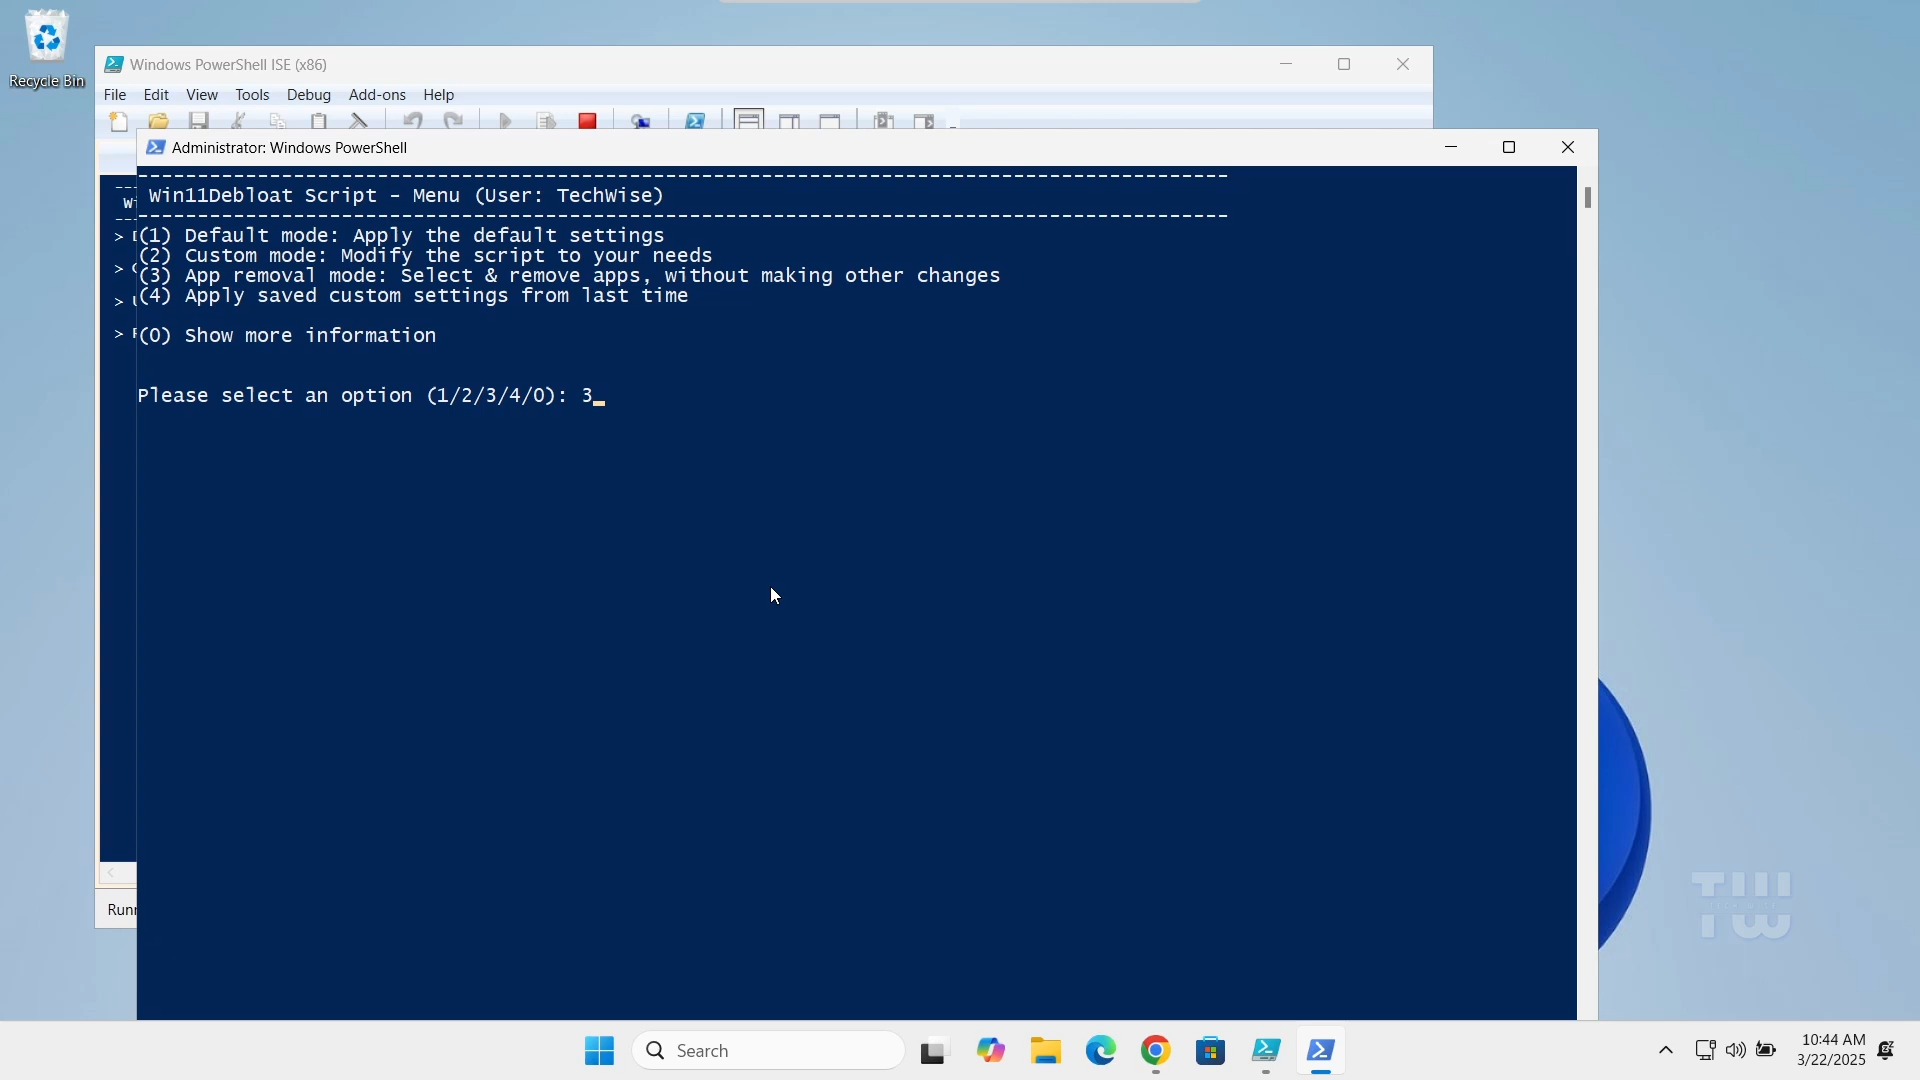 Recycle Bin
Windows PowerShell ISE (x86)
File Edit View Tools Debug Add-ons Help
Administrator: Windows PowerShell
Win11Debloat Script - Menu (User: TechWise)
(1) Default mode: Apply the default settings
(2) Custom mode: Modify the script to your needs
(3) App removal mode: Select & remove apps, without making other changes
(4) Apply saved custom settings from last time
(0) Show more information
Please select an option (1/2/3/4/0): 3
TW
Search
10:44 AM
3/22/2025